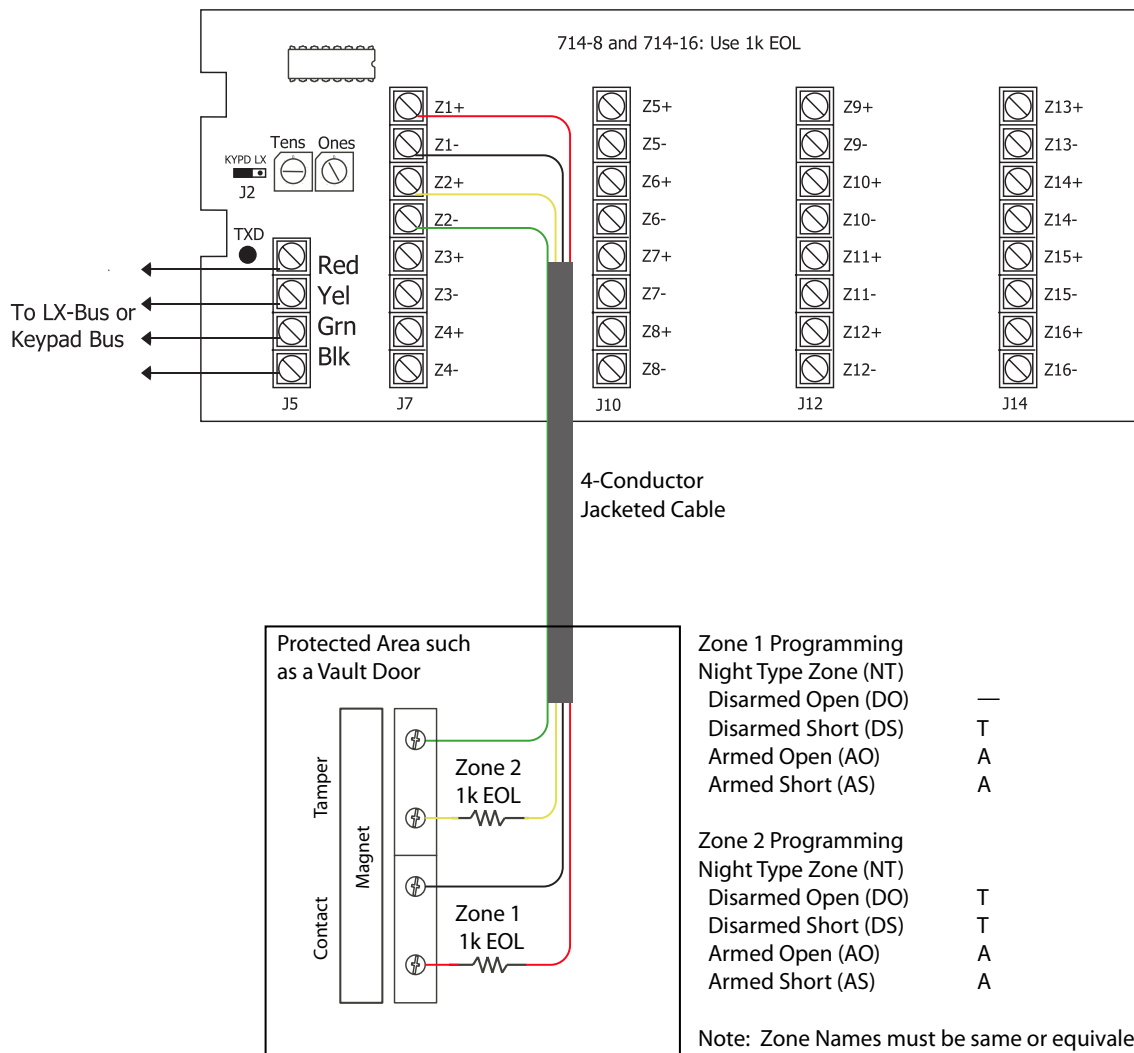 714-8 and 714-16: Use 1k EOL
Tens Ones
KYPD LX
J2
TXD
Red
Yel
Grn
Blk
To LX-Bus or
Keypad Bus
J5
Z1+
Z1-
Z2+
Z2-
Z3+
Z3-
Z4+
Z4-
J7
Z5+
Z5-
Z6+
Z6-
Z7+
Z7-
Z8+
Z8-
J10
Z9+
Z9-
Z10+
Z10-
Z11+
Z11-
Z12+
Z12-
J12
Z13+
Z13-
Z14+
Z14-
Z15+
Z15-
Z16+
Z16-
J14
4-Conductor
Jacketed Cable
Protected Area such
as a Vault Door
Tamper
Contact
Magnet
Zone 2
1k EOL
Zone 1
1k EOL
Zone 1 Programming
Night Type Zone (NT)
Disarmed Open (DO) —
Disarmed Short (DS) T
Armed Open (AO) A
Armed Short (AS) A
Zone 2 Programming
Night Type Zone (NT)
Disarmed Open (DO) T
Disarmed Short (DS) T
Armed Open (AO) A
Armed Short (AS) A
Note: Zone Names must be same or equivale